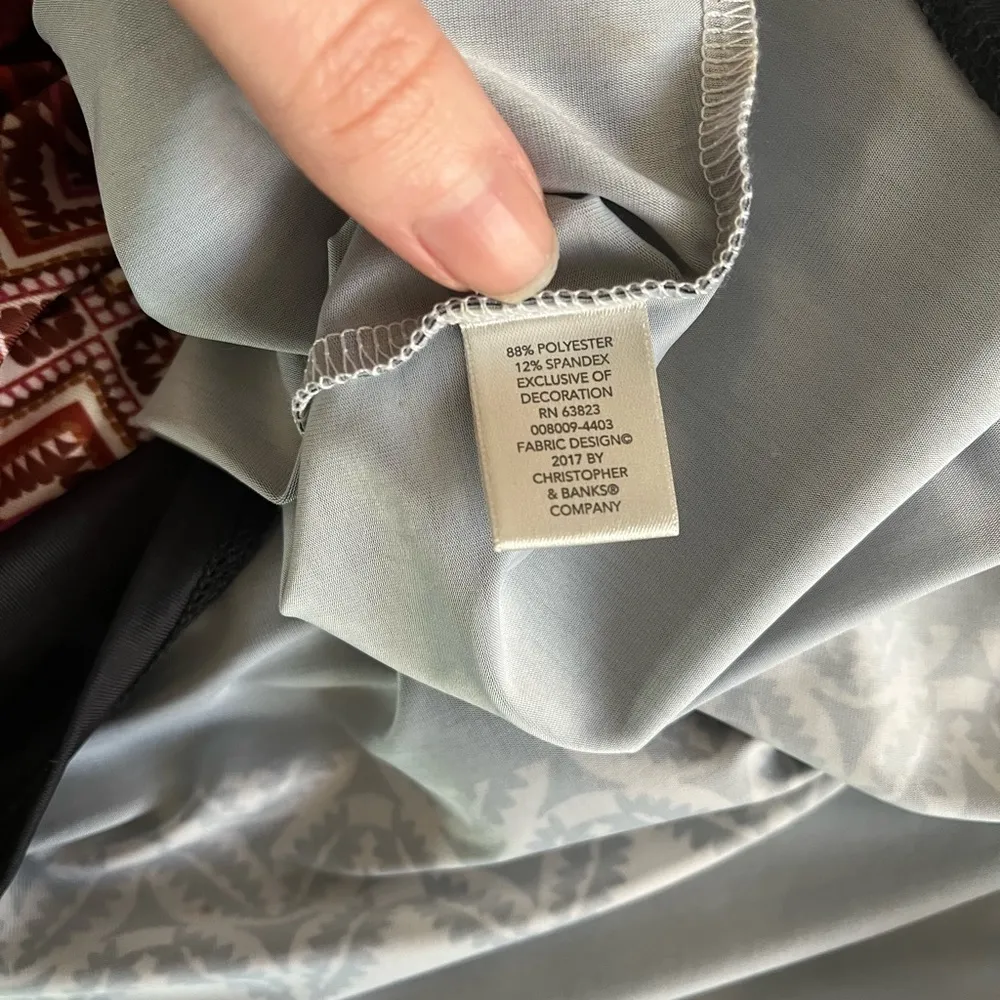 88% POLYESTER
12% SPANDEX
EXCLUSIVE OF
DECORATION
RN 63823
008009-4403
FABRIC DESIGN©
2017 BY
CHRISTOPHER
& BANKS®
COMPANY